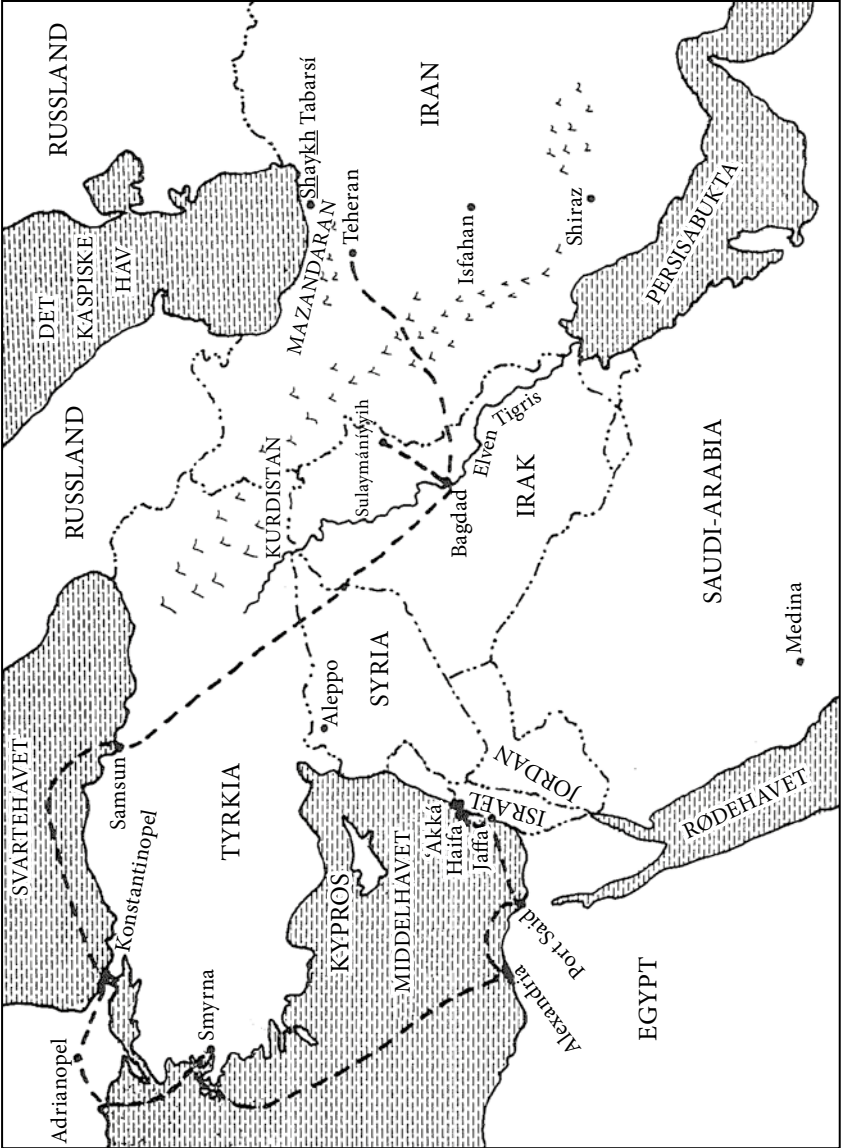 Adrianopel
SVARTEHAVET
Konstantinopel
Samsun
Smyrna
TYRKIA
KYPROS
MIDDELHAVET
Alexandria
Port Said
EGYPT
‘Akká
Haifa
Jaffa
ISRAEL
JORDAN
RØDEHAVET
Aleppo
SYRIA
Medina
SAUDI-ARABIA
RUSSLAND
KURDISTAN
Sulaymáníyyih
Bagdad
Elven Tigris
IRAK
DET
KASPISKE
HAV
MAZANDARAN
RUSSLAND
Shaykh Tabarsí
Teheran
Isfahan
Shiraz
IRAN
PERSISABUKTA